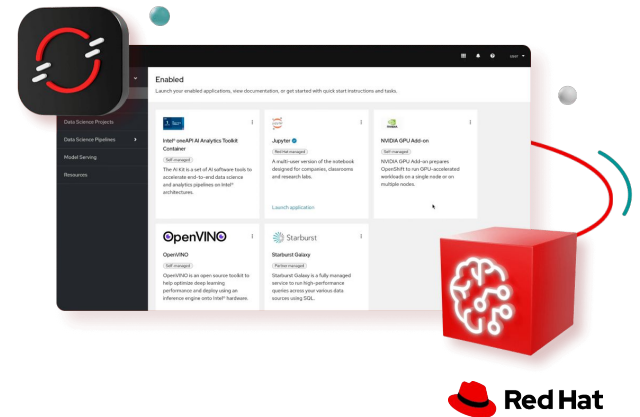 user
Enabled
Launch your enabled applications, view documentation, or get started with quick start instructions and tasks.
Data Science Projects
Data Science Pipelines
Model Serving
Resources
Intel® oneAPI AI Analytics Toolkit
Container
Self-managed
The AI Kit is a set of AI software tools to
accelerate end-to-end data science
and analytics pipelines on Intel®
architectures.
Jupyter
Red Hat managed
A multi-user version of the notebook
designed for companies, classrooms
and research labs.
Launch application
NVIDIA
NVIDIA GPU Add-on
Self-managed
NVIDIA GPU Add-on prepares
OpenShift to run GPU-accelerated
workloads on a single node or on
multiple nodes.
OpenVINO
OpenVINO
Self-managed
OpenVINO is an open source toolkit to
help optimize deep learning
performance and deploy using an
inference engine onto Intel® hardware.
Starburst
Starburst Galaxy
Partner managed
Starburst Galaxy is a fully managed
service to run high-performance
queries across your various data
sources using SQL.
Red Hat